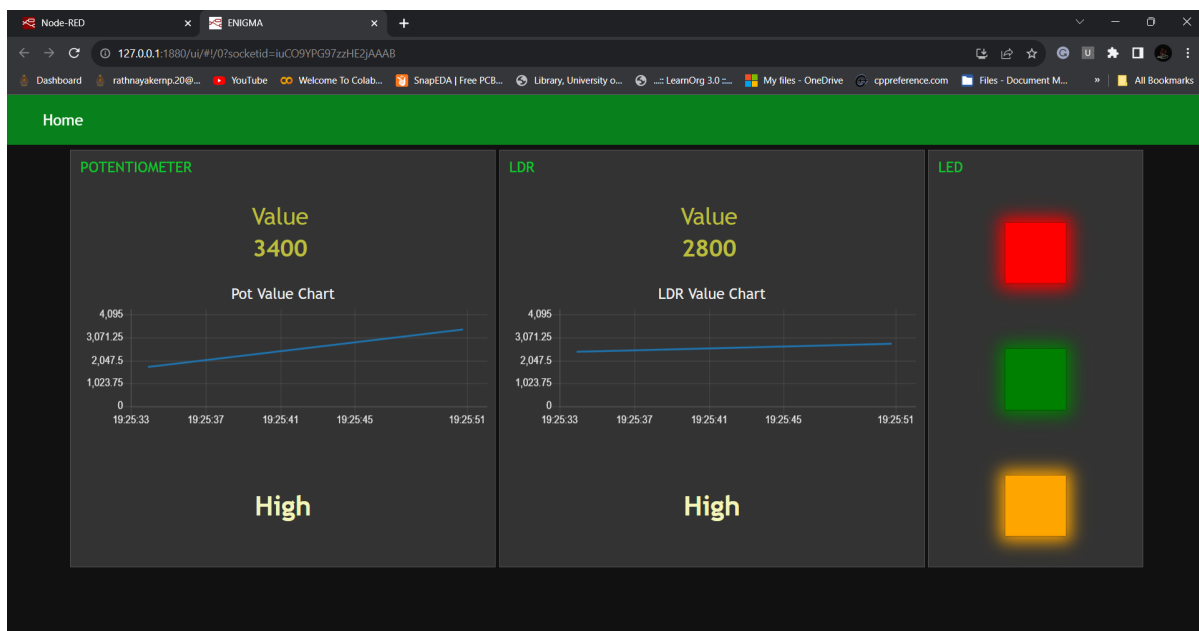 Node-RED ENIGMA
127.0.0.1:1880/ui/#!/0?socketid=iuCO9YPG97zzHE2jAAAB
Dashboard rathnayakernp.20@... YouTube Welcome To Colab... SnapEDA | Free PCB... Library, University o... ...:: LearnOrg 3.0 ::... My files - OneDrive cppreference.com Files - Document M... » All Bookmarks
Home
POTENTIOMETER
Value
3400
Pot Value Chart
4,095
3,071.25
2,047.5
1,023.75
0
19:25:33 19:25:37 19:25:41 19:25:45 19:25:51
High
LDR
Value
2800
LDR Value Chart
4,095
3,071.25
2,047.5
1,023.75
0
19:25:33 19:25:37 19:25:41 19:25:45 19:25:51
High
LED